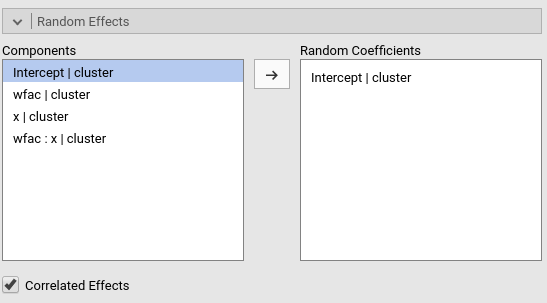 Random Effects
Components
Random Coefficients
Intercept | cluster
wfac | cluster
x | cluster
wfac : x | cluster
Intercept | cluster
Correlated Effects